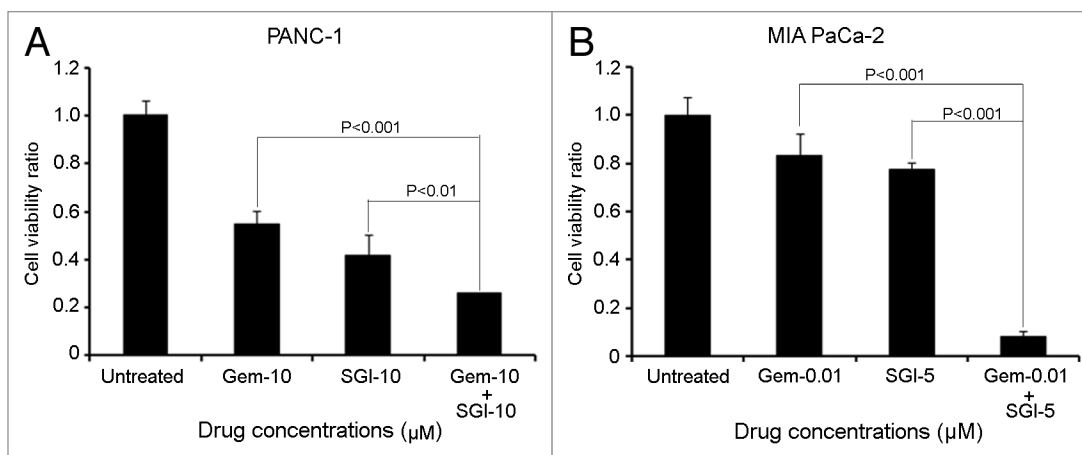 A
PANC-1
Cell viability ratio
1.2
1.0
0.8
0.6
0.4
0.2
0
P<0.001
P<0.01
Untreated
Gem-10
SGI-10
Gem-10
+
SGI-10
Drug concentrations (µM)
B
MIA PaCa-2
Cell viability ratio
1.2
1.0
0.8
0.6
0.4
0.2
0
P<0.001
P<0.001
Untreated
Gem-0.01
SGI-5
Gem-0.01
+
SGI-5
Drug concentrations (µM)